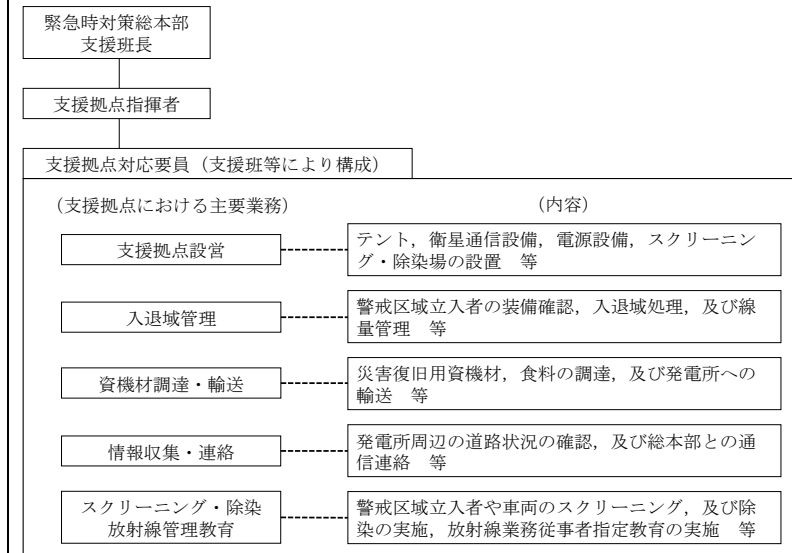 緊急時対策総本部
支援班長
支援拠点指揮者
支援拠点対応要員（支援班等により構成）
（支援拠点における主要業務）
（内容）
支援拠点設営
テント，衛星通信設備，電源設備，スクリーニン
グ・除染場の設置　等
入退域管理
警戒区域立入者の装備確認，入退域処理，及び線
量管理　等
資機材調達・輸送
災害復旧用資機材，食料の調達，及び発電所への
輸送　等
情報収集・連絡
発電所周辺の道路状況の確認，及び総本部との通
信連絡　等
スクリーニング・除染
放射線管理教育
警戒区域立入者や車両のスクリーニング，及び除
染の実施，放射線業務従事者指定教育の実施　等